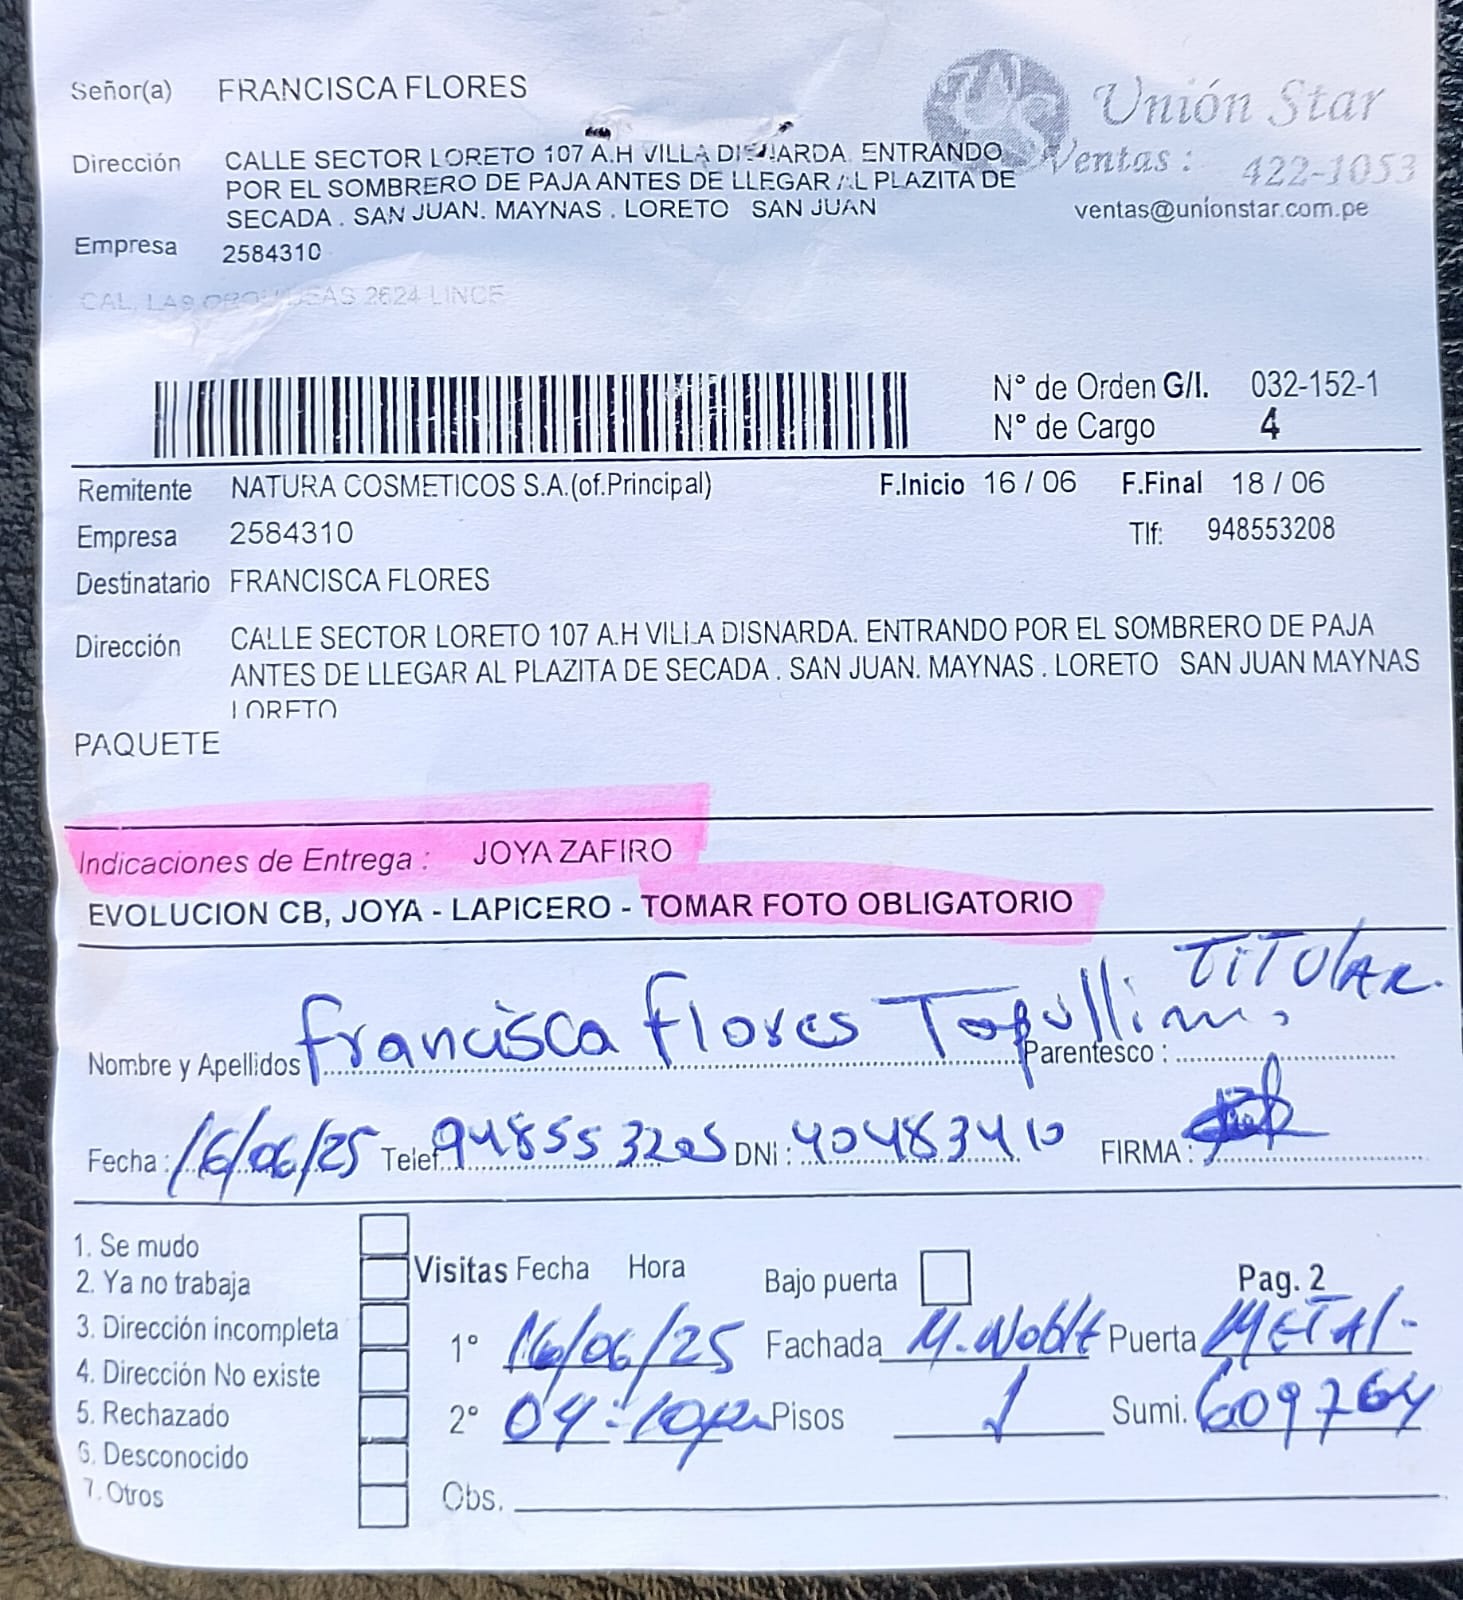 Señor(a) FRANCISCA FLORES
Unión Star
Dirección CALLE SECTOR LORETO 107 A.H VILLA DISNARDA. ENTRANDO
POR EL SOMBRERO DE PAJA ANTES DE LLEGAR AL PLAZITA DE
SECADA . SAN JUAN. MAYNAS . LORETO SAN JUAN
Ventas : 422-1053
ventas@unionstar.com.pe
Empresa 2584310
CAL. LAS ORQUIDEAS 2624 LINCE
N° de Orden G/I. 032-152-1
N° de Cargo 4
Remitente NATURA COSMETICOS S.A.(of.Principal) F.Inicio 16 / 06 F.Final 18 / 06
Empresa 2584310 Tlf: 948553208
Destinatario FRANCISCA FLORES
Dirección CALLE SECTOR LORETO 107 A.H VILLA DISNARDA. ENTRANDO POR EL SOMBRERO DE PAJA
ANTES DE LLEGAR AL PLAZITA DE SECADA . SAN JUAN. MAYNAS . LORETO SAN JUAN MAYNAS
LORETO
PAQUETE
Indicaciones de Entrega : JOYA ZAFIRO
EVOLUCION CB, JOYA - LAPICERO - TOMAR FOTO OBLIGATORIO
Nombre y Apellidos Francisca Flores Parentesco : TITULAR.
Fecha : 16/06/25 Telef. 948553205 DNi : 40483410 FIRMA :
1. Se mudo
2. Ya no trabaja
3. Dirección incompleta
4. Dirección No existe
5. Rechazado
6. Desconocido
7. Otros
Visitas Fecha Hora Bajo puerta Pag. 2
1° 16/06/25 Fachada M. Noble Puerta METAL.
2° 04:10pm Pisos 1 Sumi. 609764
Obs.